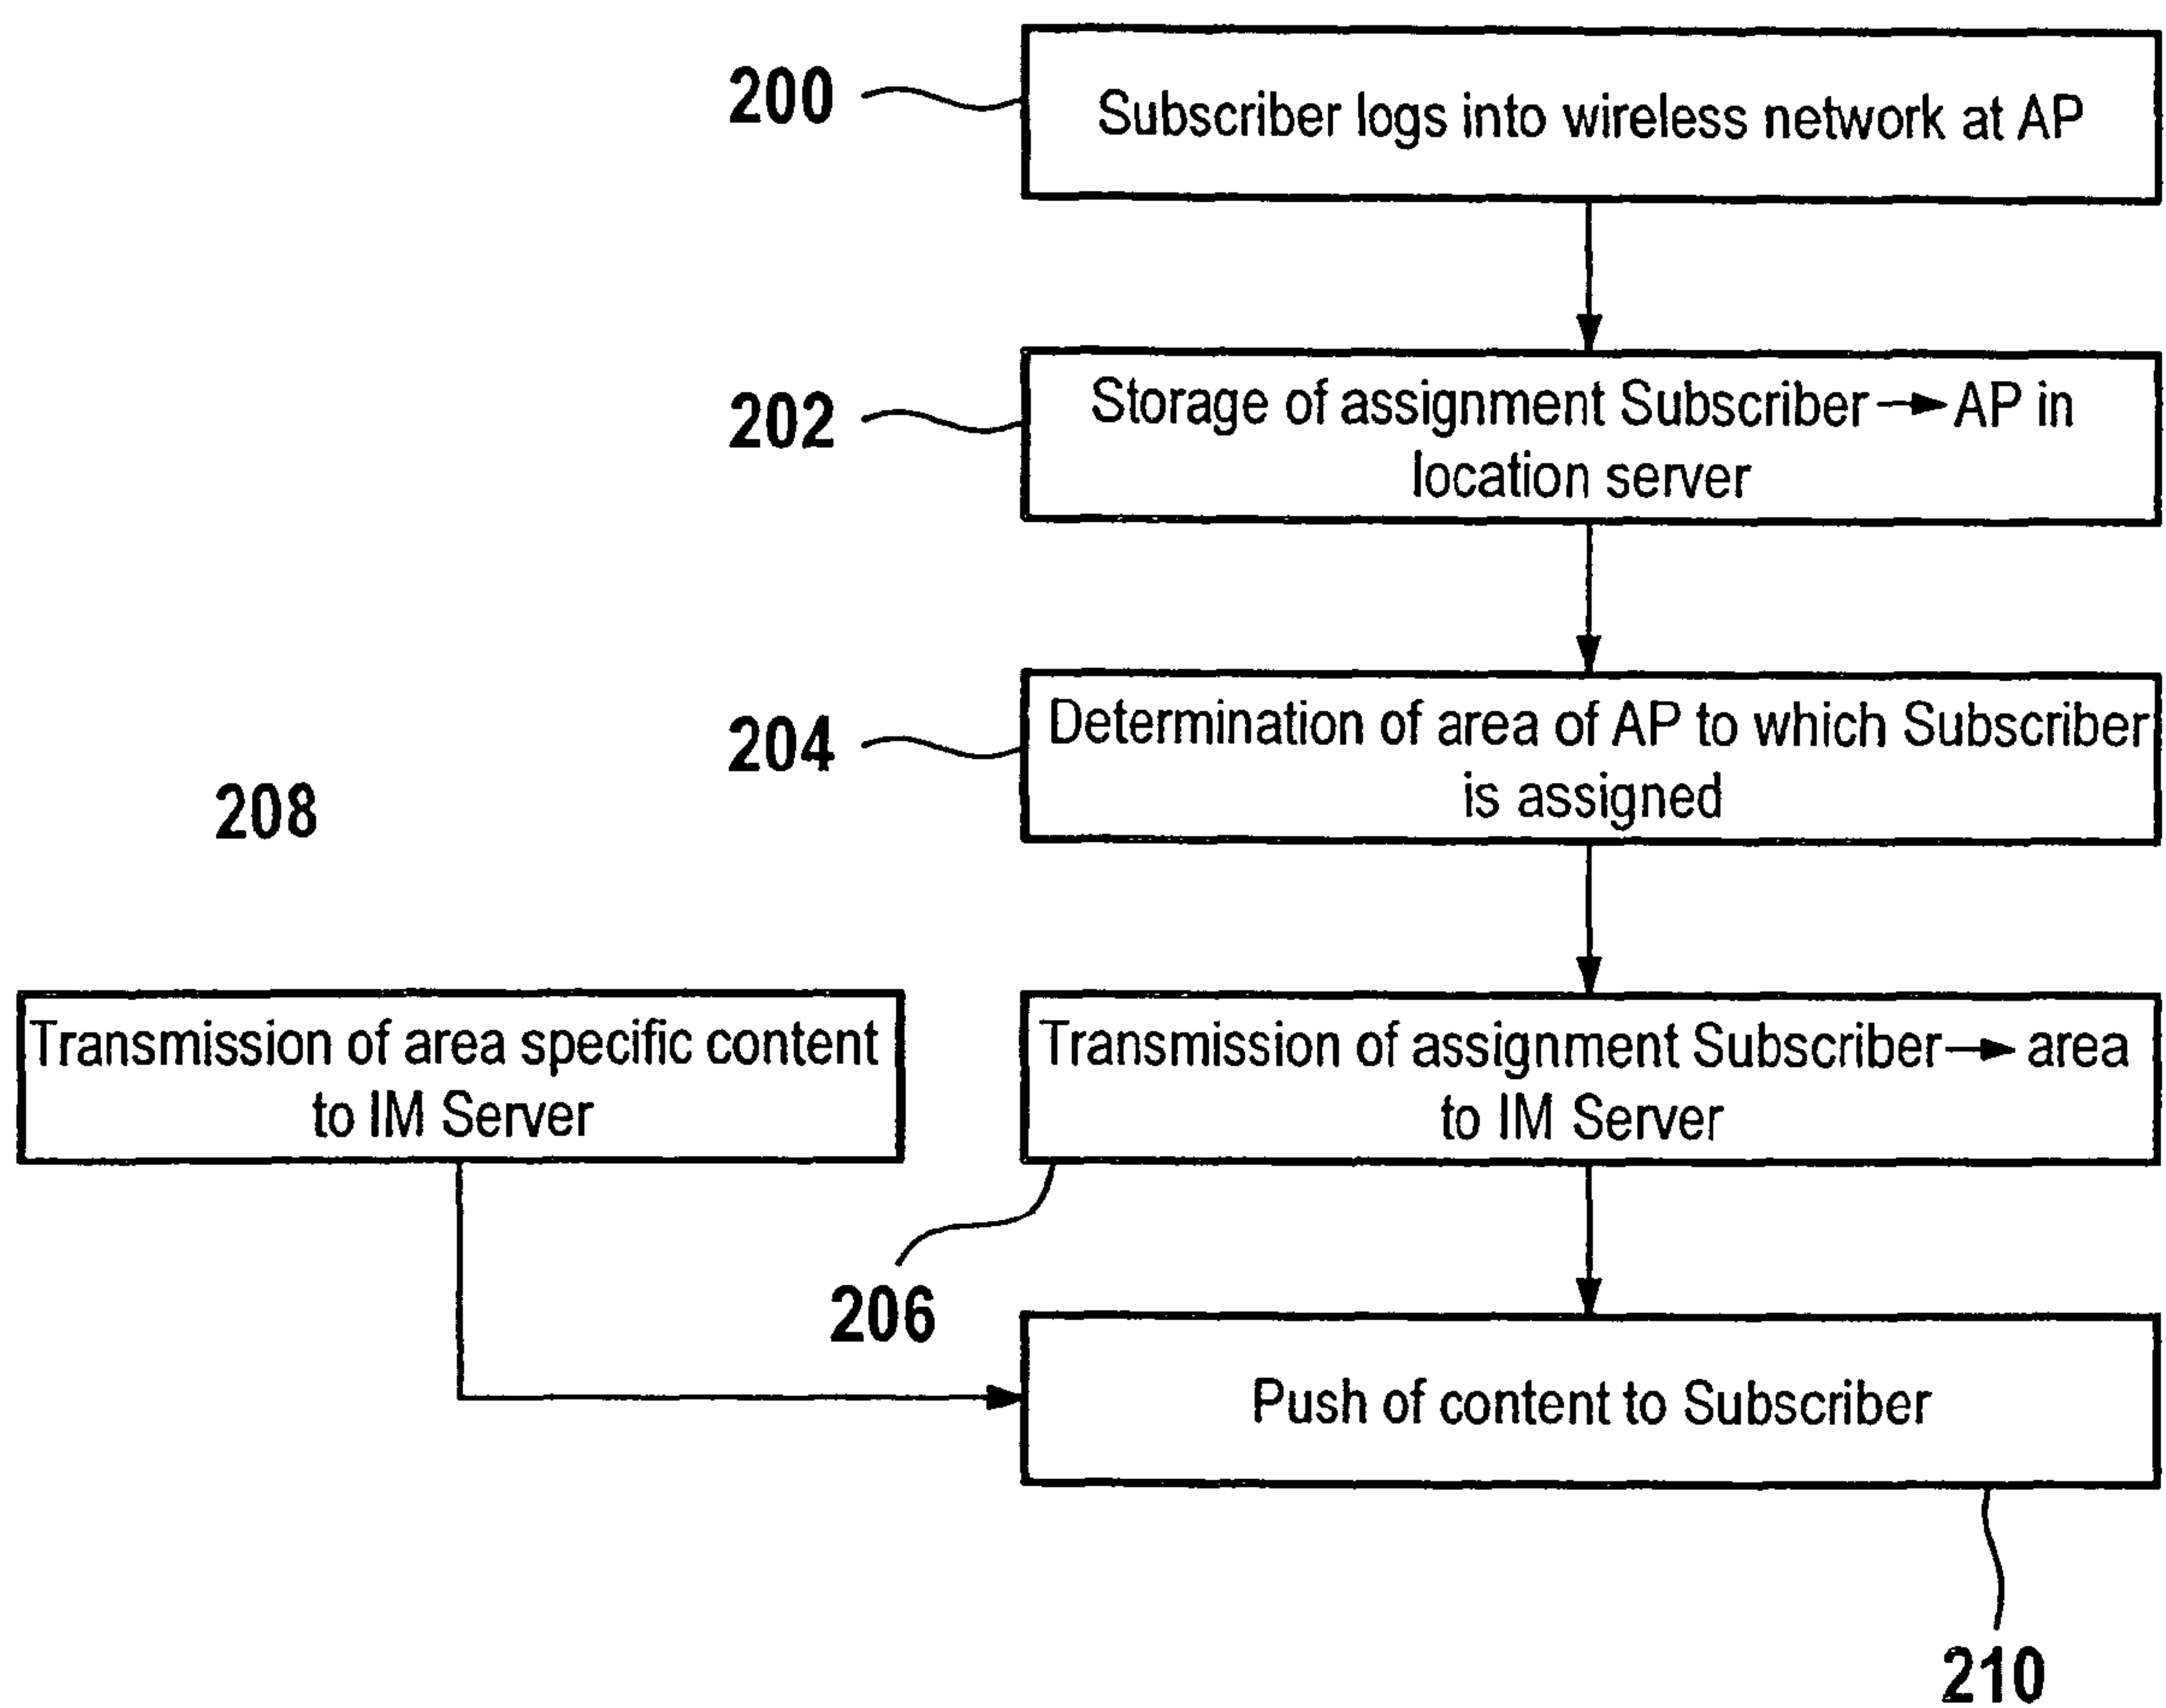 200
Subscriber logs into wireless network at AP
202
Storage of assignment Subscriber → AP in
location server
204
Determination of area of AP to which Subscriber
is assigned
208
Transmission of area specific content
to IM Server
Transmission of assignment Subscriber → area
to IM Server
206
Push of content to Subscriber
210